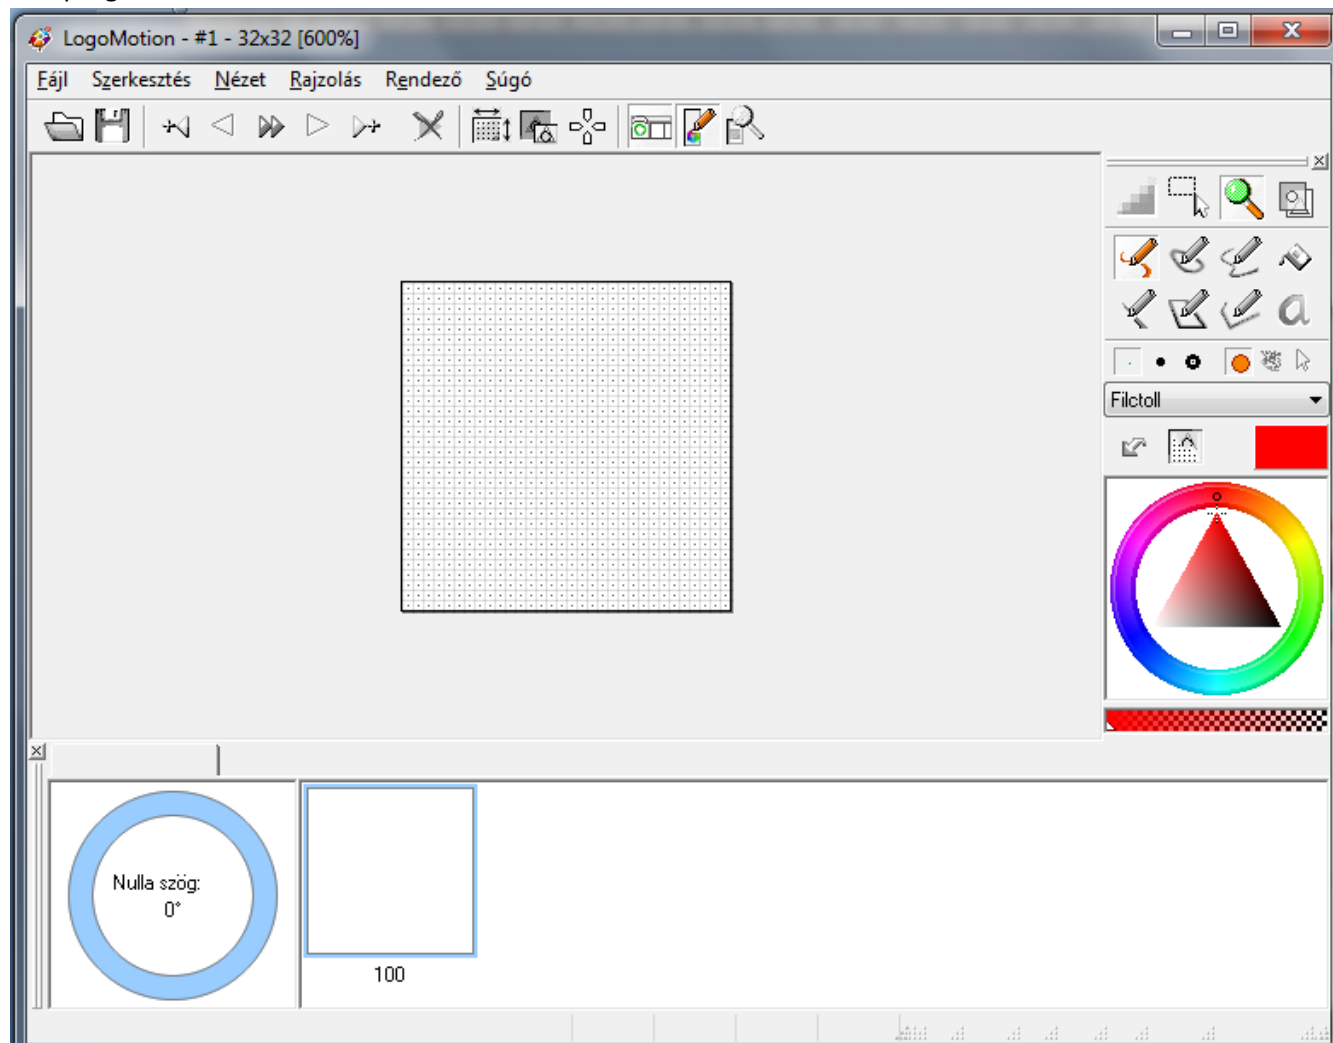 LogoMotion - #1 - 32x32 [600%]
Fájl Szerkesztés Nézet Rajzolás Rendező Súgó
Filctoll
Nulla szög:
0°
100